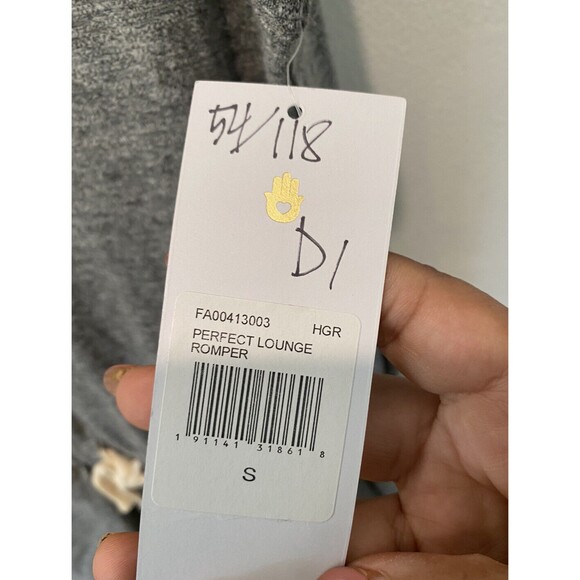 54/118
D1
FA00413003 HGR
PERFECT LOUNGE
ROMPER
1 91141 31861 8
S